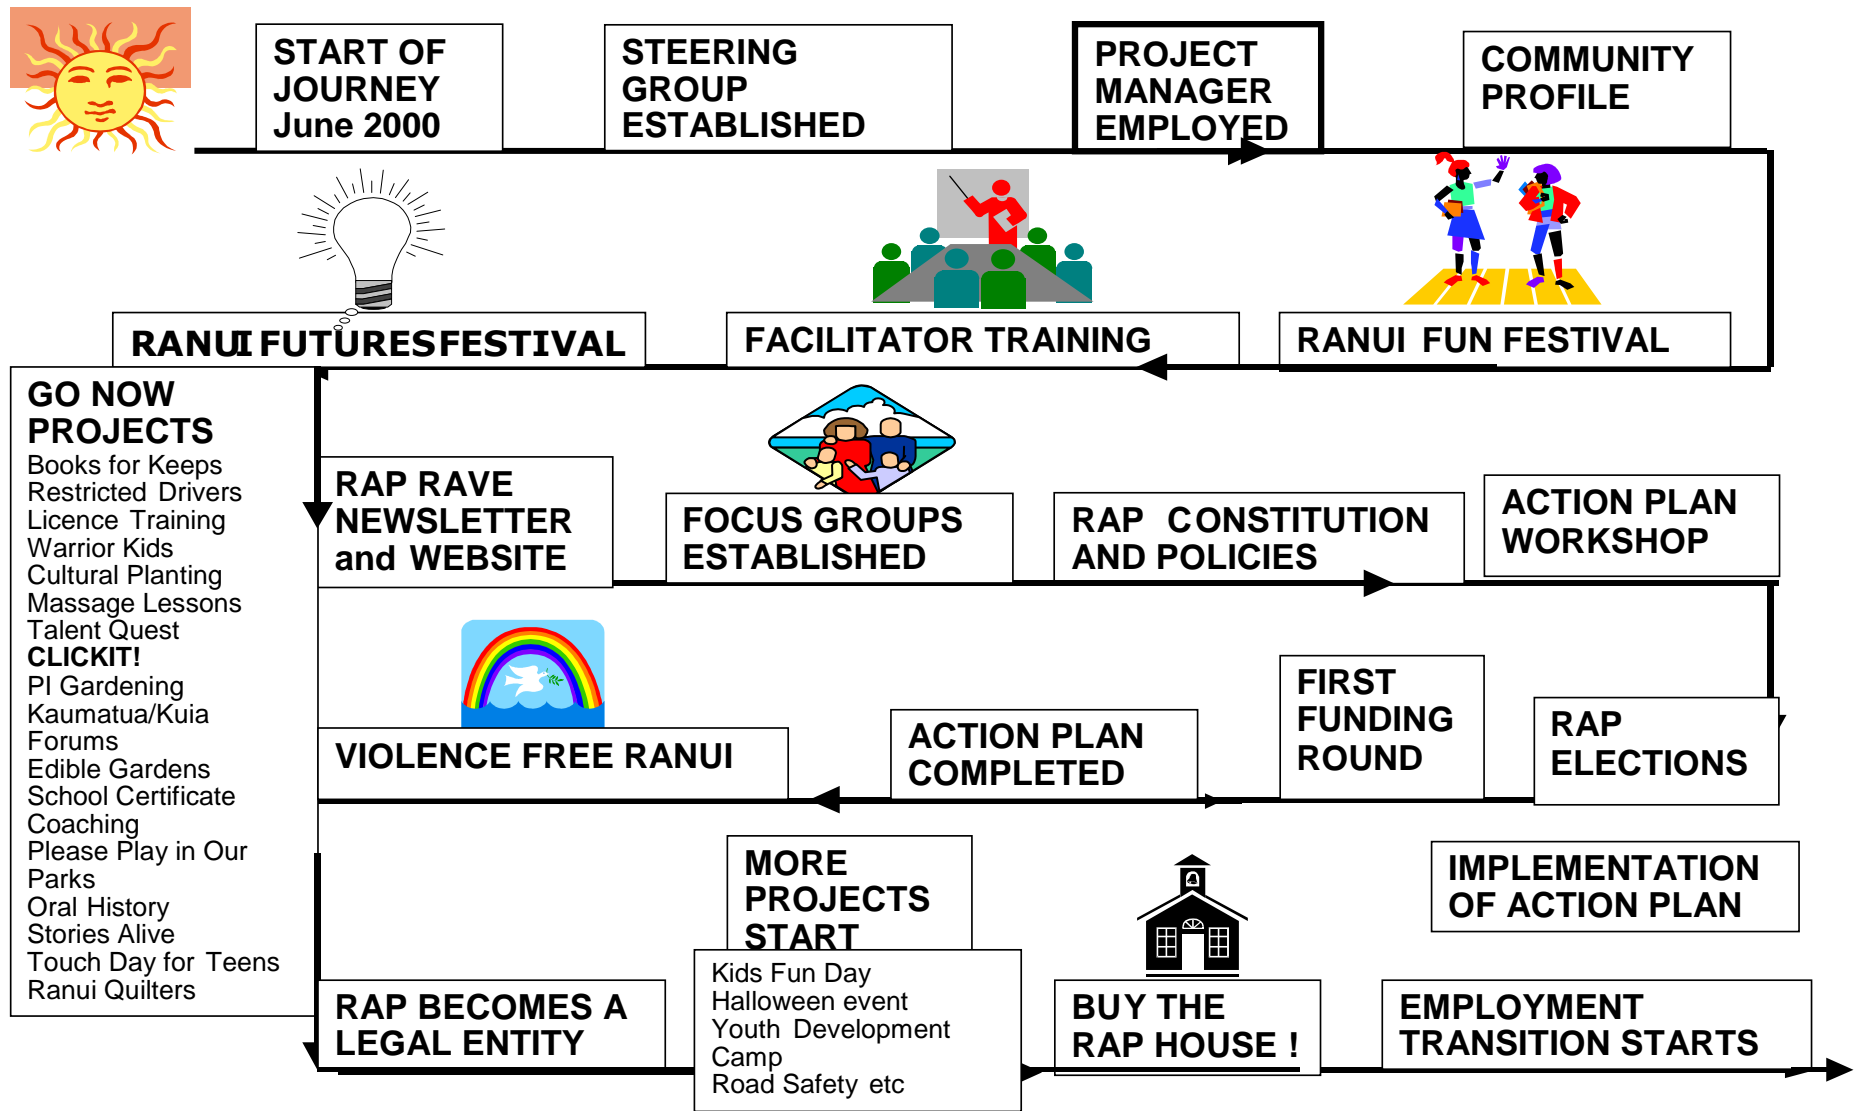 START OF
JOURNEY
June 2000
STEERING
GROUP
ESTABLISHED
PROJECT
MANAGER
EMPLOYED
COMMUNITY
PROFILE
RANUI FUTURES FESTIVAL
FACILITATOR TRAINING
RANUI FUN FESTIVAL
GO NOW
PROJECTS
Books for Keeps
Restricted Drivers
Licence Training
Warrior Kids
Cultural Planting
Massage Lessons
Talent Quest
CLICKIT!
PI Gardening
Kaumatua/Kuia
Forums
Edible Gardens
School Certificate
Coaching
Please Play in Our
Parks
Oral History
Stories Alive
Touch Day for Teens
Ranui Quilters
RAP RAVE
NEWSLETTER
and WEBSITE
FOCUS GROUPS
ESTABLISHED
RAP CONSTITUTION
AND POLICIES
ACTION PLAN
WORKSHOP
VIOLENCE FREE RANUI
ACTION PLAN
COMPLETED
FIRST
FUNDING
ROUND
RAP
ELECTIONS
RAP BECOMES A
LEGAL ENTITY
MORE
PROJECTS
START
Kids Fun Day
Halloween event
Youth Development
Camp
Road Safety etc
BUY THE
RAP HOUSE !
IMPLEMENTATION
OF ACTION PLAN
EMPLOYMENT
TRANSITION STARTS